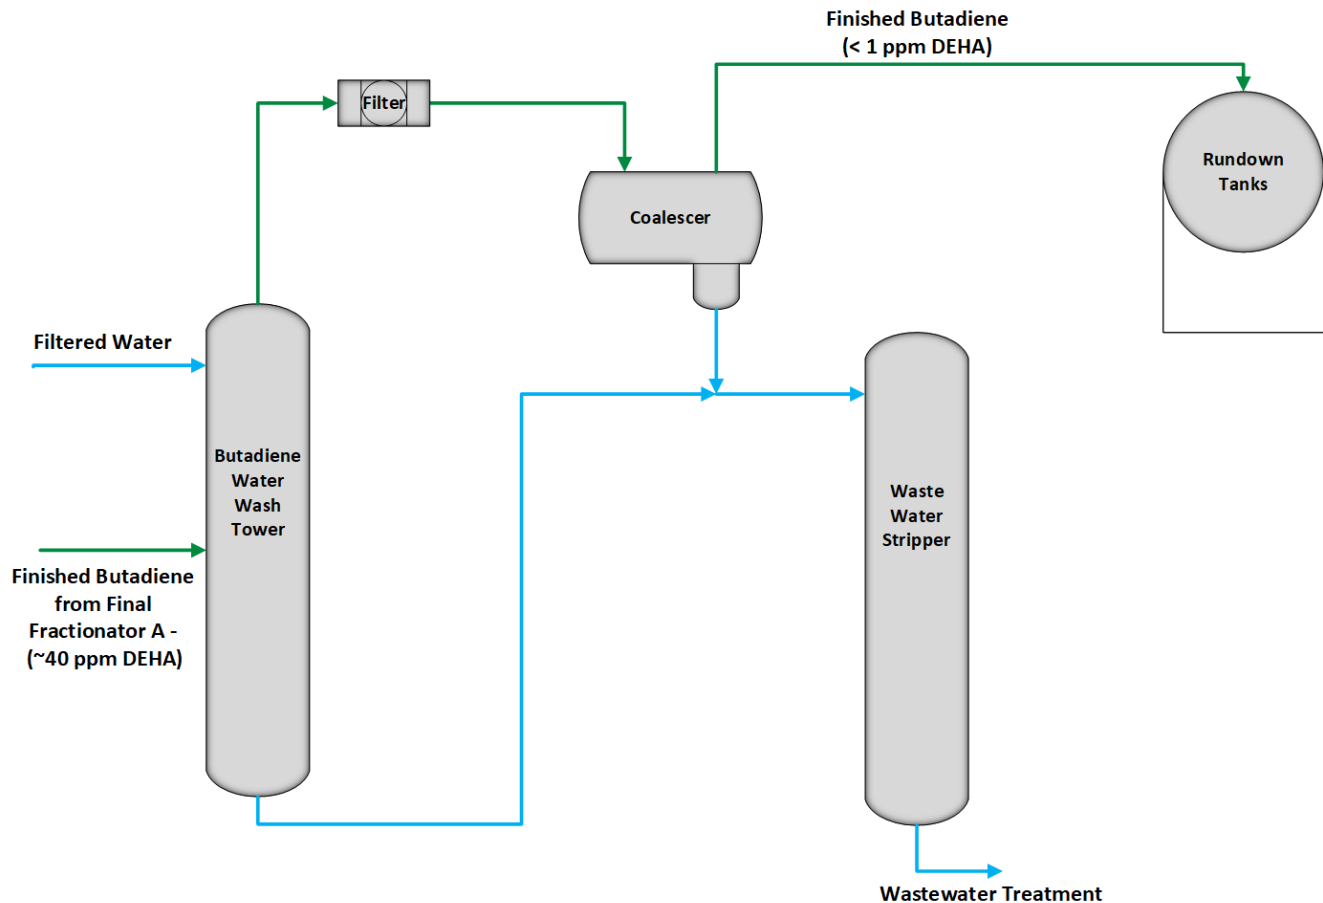 Finished Butadiene
(< 1 ppm DEHA)
Filter
Rundown
Tanks
Coalescer
Filtered Water
Butadiene
Water
Wash
Tower
Waste
Water
Stripper
Finished Butadiene
from Final
Fractionator A -
(~40 ppm DEHA)
Wastewater Treatment